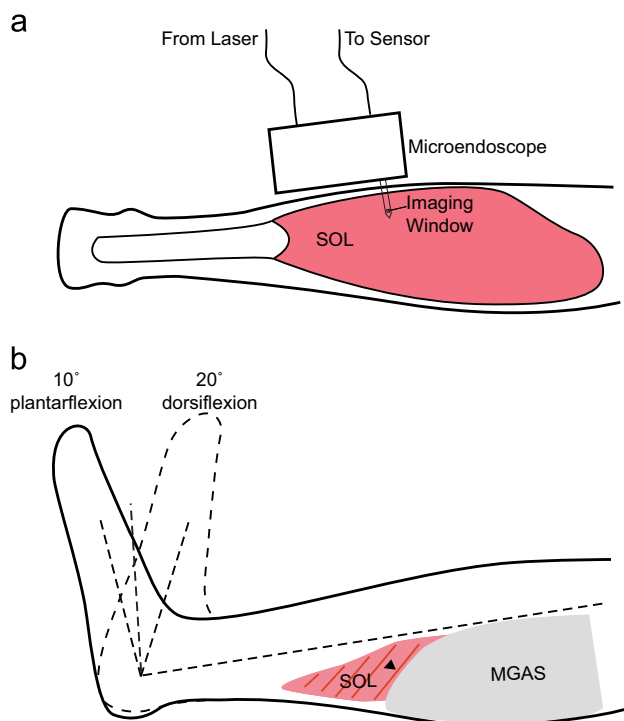 a
From Laser
To Sensor
Microendoscope
Imaging
Window
SOL
b
10°
plantarflexion
20°
dorsiflexion
SOL
MGAS